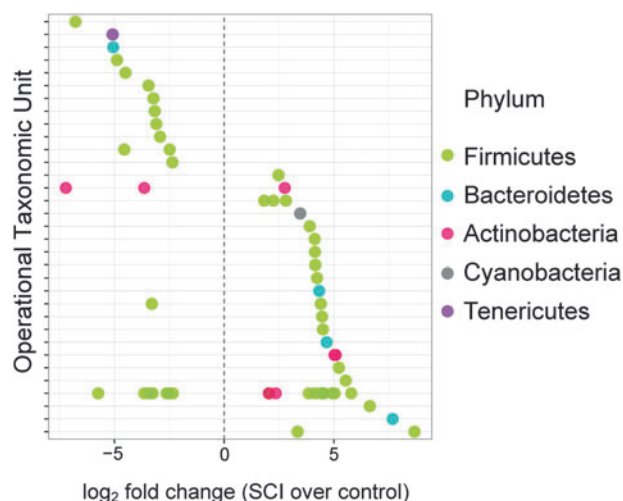 Operational Taxonomic Unit
−5
0
5
log₂ fold change (SCI over control)
Phylum
Firmicutes
Bacteroidetes
Actinobacteria
Cyanobacteria
Tenericutes